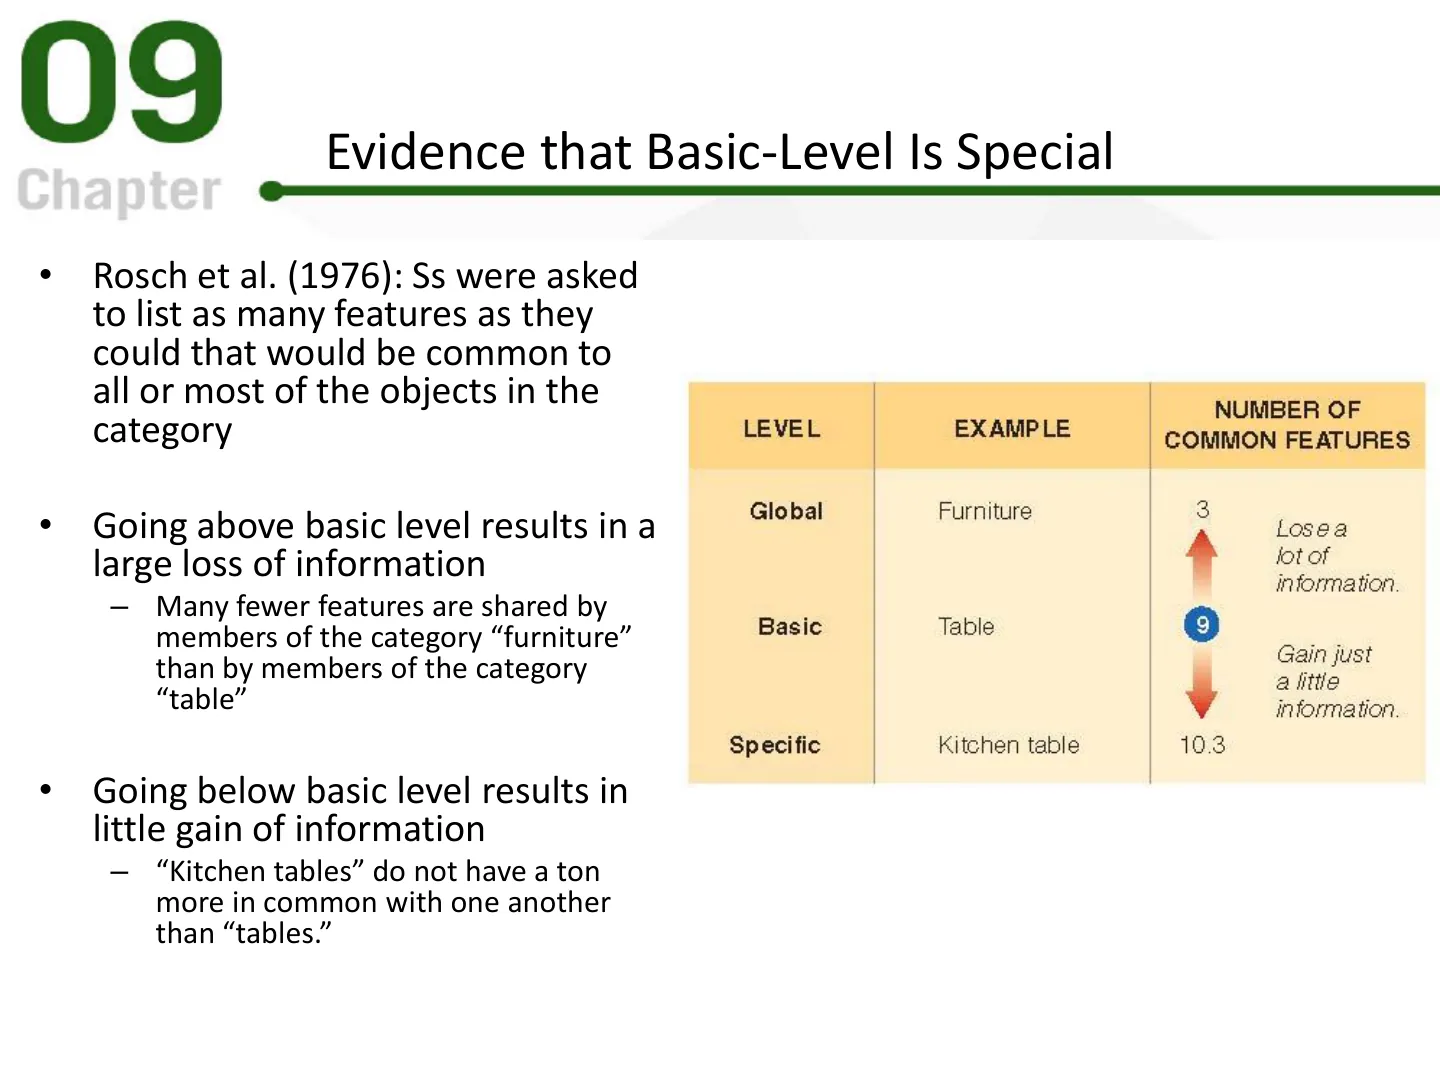 09
Chapter
Evidence that Basic-Level Is Special
• Rosch et al. (1976): Ss were asked
to list as many features as they
could that would be common to
all or most of the objects in the
category
• Going above basic level results in a
large loss of information
– Many fewer features are shared by
members of the category “furniture”
than by members of the category
“table”
• Going below basic level results in
little gain of information
– “Kitchen tables” do not have a ton
more in common with one another
than “tables.”
LEVEL EXAMPLE NUMBER OF
COMMON FEATURES
Global Furniture 3
Lose a
lot of
information.
Basic Table 9
Gain just
a little
information.
Specific Kitchen table 10.3